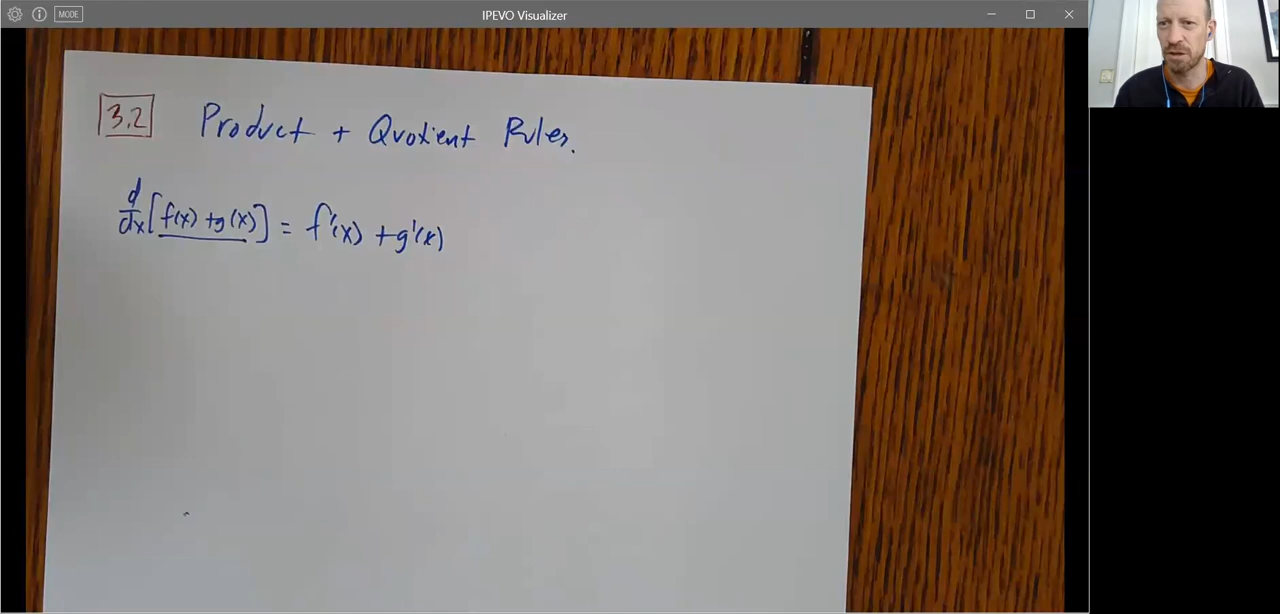 MODE
IPEVO Visualizer
3.2 Product + Quotient Rules.
d/dx[f(x) + g(x)] = f'(x) + g'(x)